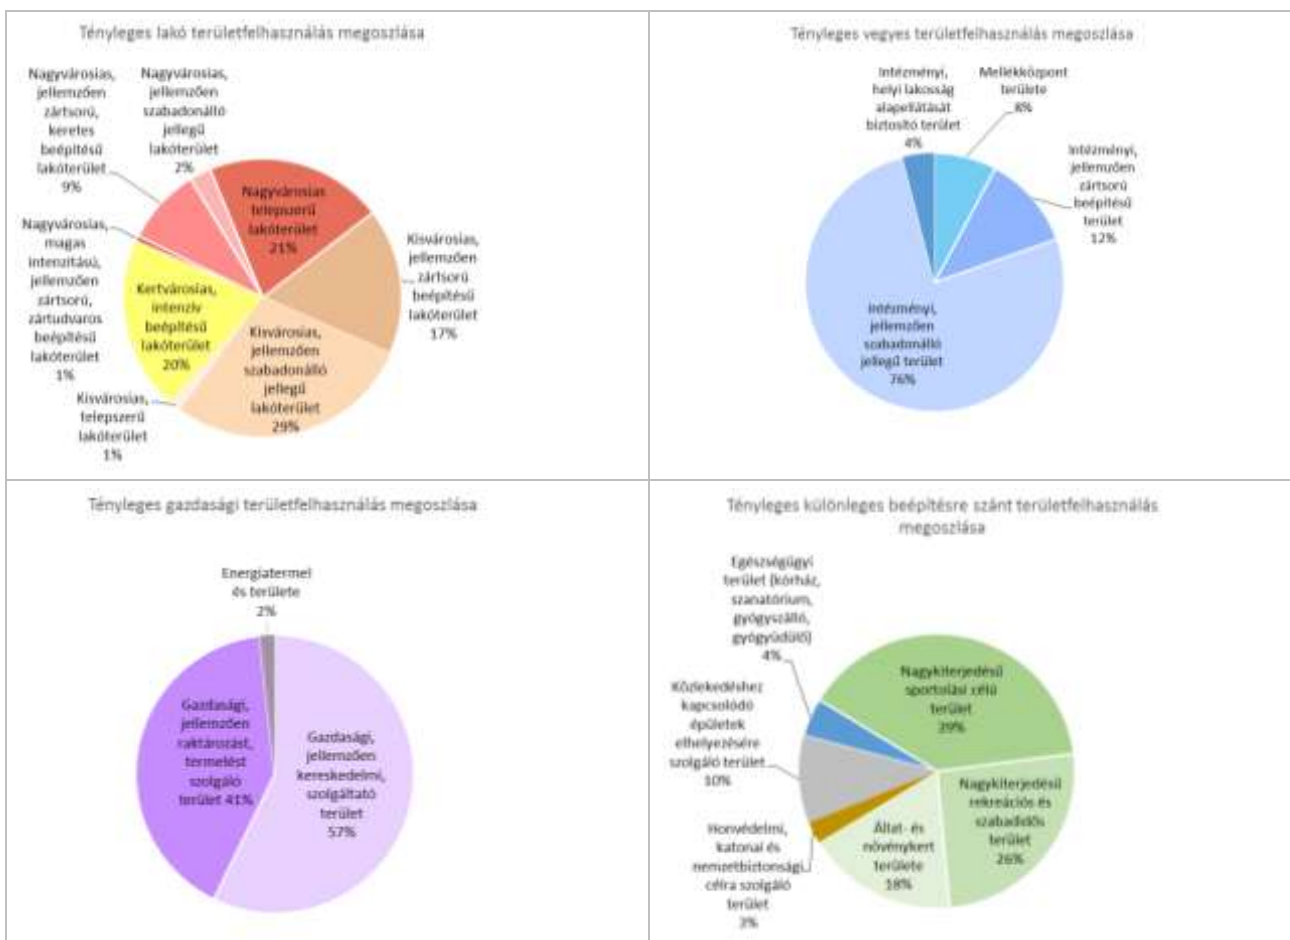 Tényleges lakó területfelhasználás megoszlása
Nagyvárosias,
jellemzően
zártsorú,
keretes
beépítésű
lakóterület
9%
Nagyvárosias,
jellemzően
szabadonálló
jellegű
lakóterület
2%
Nagyvárosias
telepszerű
lakóterület
21%
Kisvárosias,
jellemzően
zártsorú
beépítésű
lakóterület
17%
Kisvárosias,
jellemzően
szabadonálló
jellegű
lakóterület
29%
Kisvárosias,
telepszerű
lakóterület
1%
Kertvárosias,
intenzív
beépítésű
lakóterület
20%
Nagyvárosias,
magas
intenzitású,
jellemzően
zártsorú,
zártudvaros
beépítésű
lakóterület
1%
Tényleges vegyes területfelhasználás megoszlása
Intézményi,
helyi lakosság
alapellátását
biztosító terület
4%
Mellékközpont
területe
8%
Intézményi,
jellemzően
zártsorú
beépítésű
terület
12%
Intézményi,
jellemzően
szabadonálló
jellegű terület
76%
Tényleges gazdasági területfelhasználás megoszlása
Energiatermel
és területe
2%
Gazdasági,
jellemzően
raktározást,
termelést
szolgáló
terület 41%
Gazdasági,
jellemzően
kereskedelmi,
szolgáltató
terület
57%
Tényleges különleges beépítésre szánt területfelhasználás
megoszlása
Egészségügyi
terület (kórház,
szanatórium,
gyógyszálló,
gyógyüdülő)
4%
Nagykiterjedésű
sportolási célú
terület
39%
Közlekedéshez
kapcsolódó
épületek
elhelyezésére
szolgáló terület
10%
Nagykiterjedésű
rekreációs és
szabadidős
terület
26%
Állat- és
növénykert
területe
18%
Honvédelmi,
katonai és
nemzetbiztonsági
célra szolgáló
terület
3%